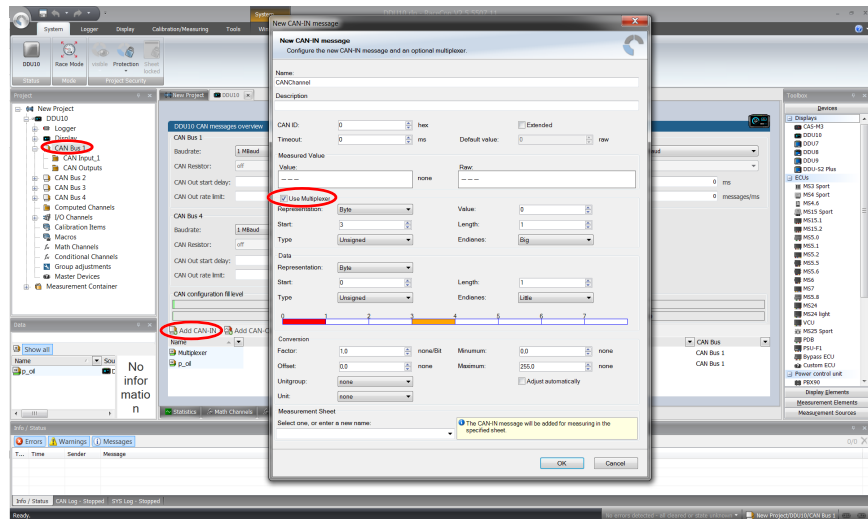 System
System Logger Display Calibration/Measuring Tools
DDU10 Race Mode Visible Protection Sheet locked
Status Mode Project Security
Project
New Project
DDU10
Logger
Display
CAN Bus 1
CAN Input_1
CAN Outputs
CAN Bus 2
CAN Bus 3
CAN Bus 4
Computed Channels
I/O Channels
Calibration Items
Macros
Math Channels
Conditional Channels
Group adjustments
Master Devices
Measurement Container
Data
Show all
Name Sou
p_oil
No
infor
matio
n
New Project DDU10
DDU10 CAN messages overview
CAN Bus 1
Baudrate: 1 MBaud
CAN Resistor: off
CAN Out start delay:
CAN Out rate limit:
CAN Bus 4
Baudrate: 1 MBaud
CAN Resistor: off
CAN Out start delay:
CAN Out rate limit:
CAN configuration fill level
Add CAN-IN
Name
Multiplexer
p_oil
Statistics Math Channels
0 ms
0 messages/ms
CAN Bus
CAN Bus 1
CAN Bus 1
New CAN-IN message
New CAN-IN message
Configure the new CAN-IN message and an optional multiplexer.
Name:
CANChannel
Description
CAN ID: 0 hex Extended
Timeout: 0 ms Default value: 0 raw
Measured Value
Value: Raw:
--- none ---
Use Multiplexer
Representation: Byte Value: 0
Start: 3 Length: 1
Type Unsigned Endianes: Big
Data
Representation: Byte
Start: 0 Length: 1
Type Unsigned Endianes: Little
0 1 2 3 4 5 6 7
Conversion
Factor: 1,0 none/Bit Minumum: 0,0 none
Offset: 0,0 none Maximum: 255,0 none
Unitgroup: none Adjust automatically
Unit: none
Measurement Sheet
Select one, or enter a new name:
The CAN-IN message will be added for measuring in the
specified sheet.
OK Cancel
Toolbox
Devices
Displays
CAS-M3
DDU10
DDU7
DDU8
DDU9
DDU-S2 Plus
ECUs
MS3 Sport
MS4 Sport
MS4.6
MS15 Sport
MS15.1
MS15.2
MS5.0
MS5.1
MS5.2
MS5.5
MS5.6
MS6
MS7
MS5.8
MS24
MS24 light
VCU
MS25 Sport
PDB
PSU-F1
Bypass ECU
Custom ECU
Power control unit
PBX90
Display Elements
Measurement Elements
Measurement Sources
Info / Status
Errors Warnings Messages 0/0
T... Time Sender Message
Info / Status CAN Log - Stopped SYS Log - Stopped
Ready.
No errors detected - all cleared or state unknown New Project/DDU10/CAN Bus 1